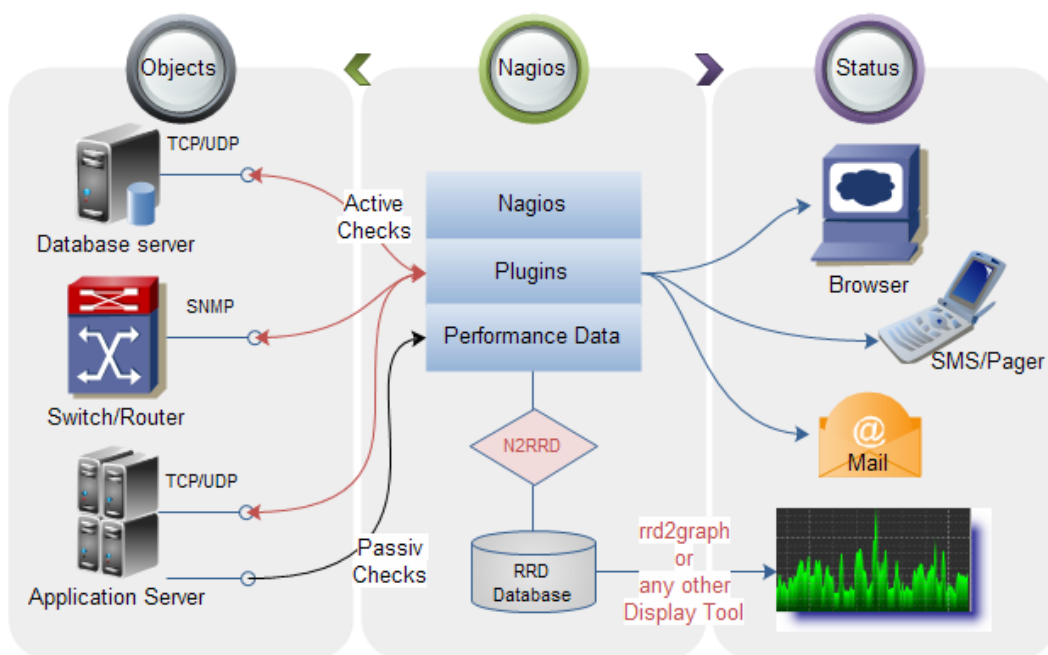 Objects
Nagios
Status
TCP/UDP
Database server
SNMP
Switch/Router
TCP/UDP
Application Server
Active
Checks
Passiv
Checks
Nagios
Plugins
Performance Data
N2RRD
RRD
Database
rrd2graph
or
any other
Display Tool
Browser
SMS/Pager
@
Mail